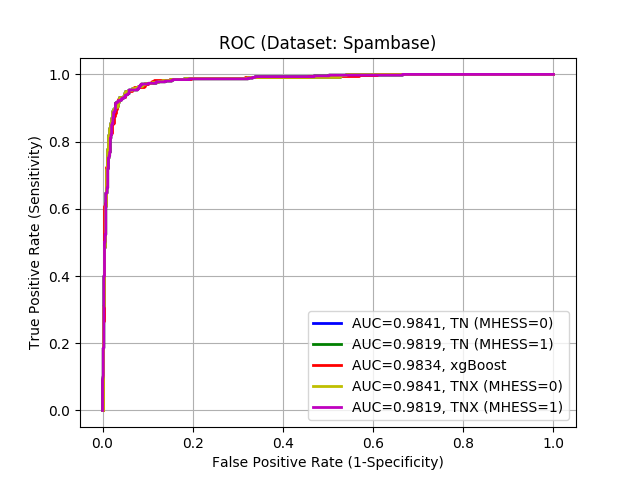 ROC (Dataset: Spambase)
True Positive Rate (Sensitivity)
1.0
0.8
0.6
0.4
0.2
0.0
AUC=0.9841, TN (MHESS=0)
AUC=0.9819, TN (MHESS=1)
AUC=0.9834, xgBoost
AUC=0.9841, TNX (MHESS=0)
AUC=0.9819, TNX (MHESS=1)
0.0 0.2 0.4 0.6 0.8 1.0
False Positive Rate (1-Specificity)